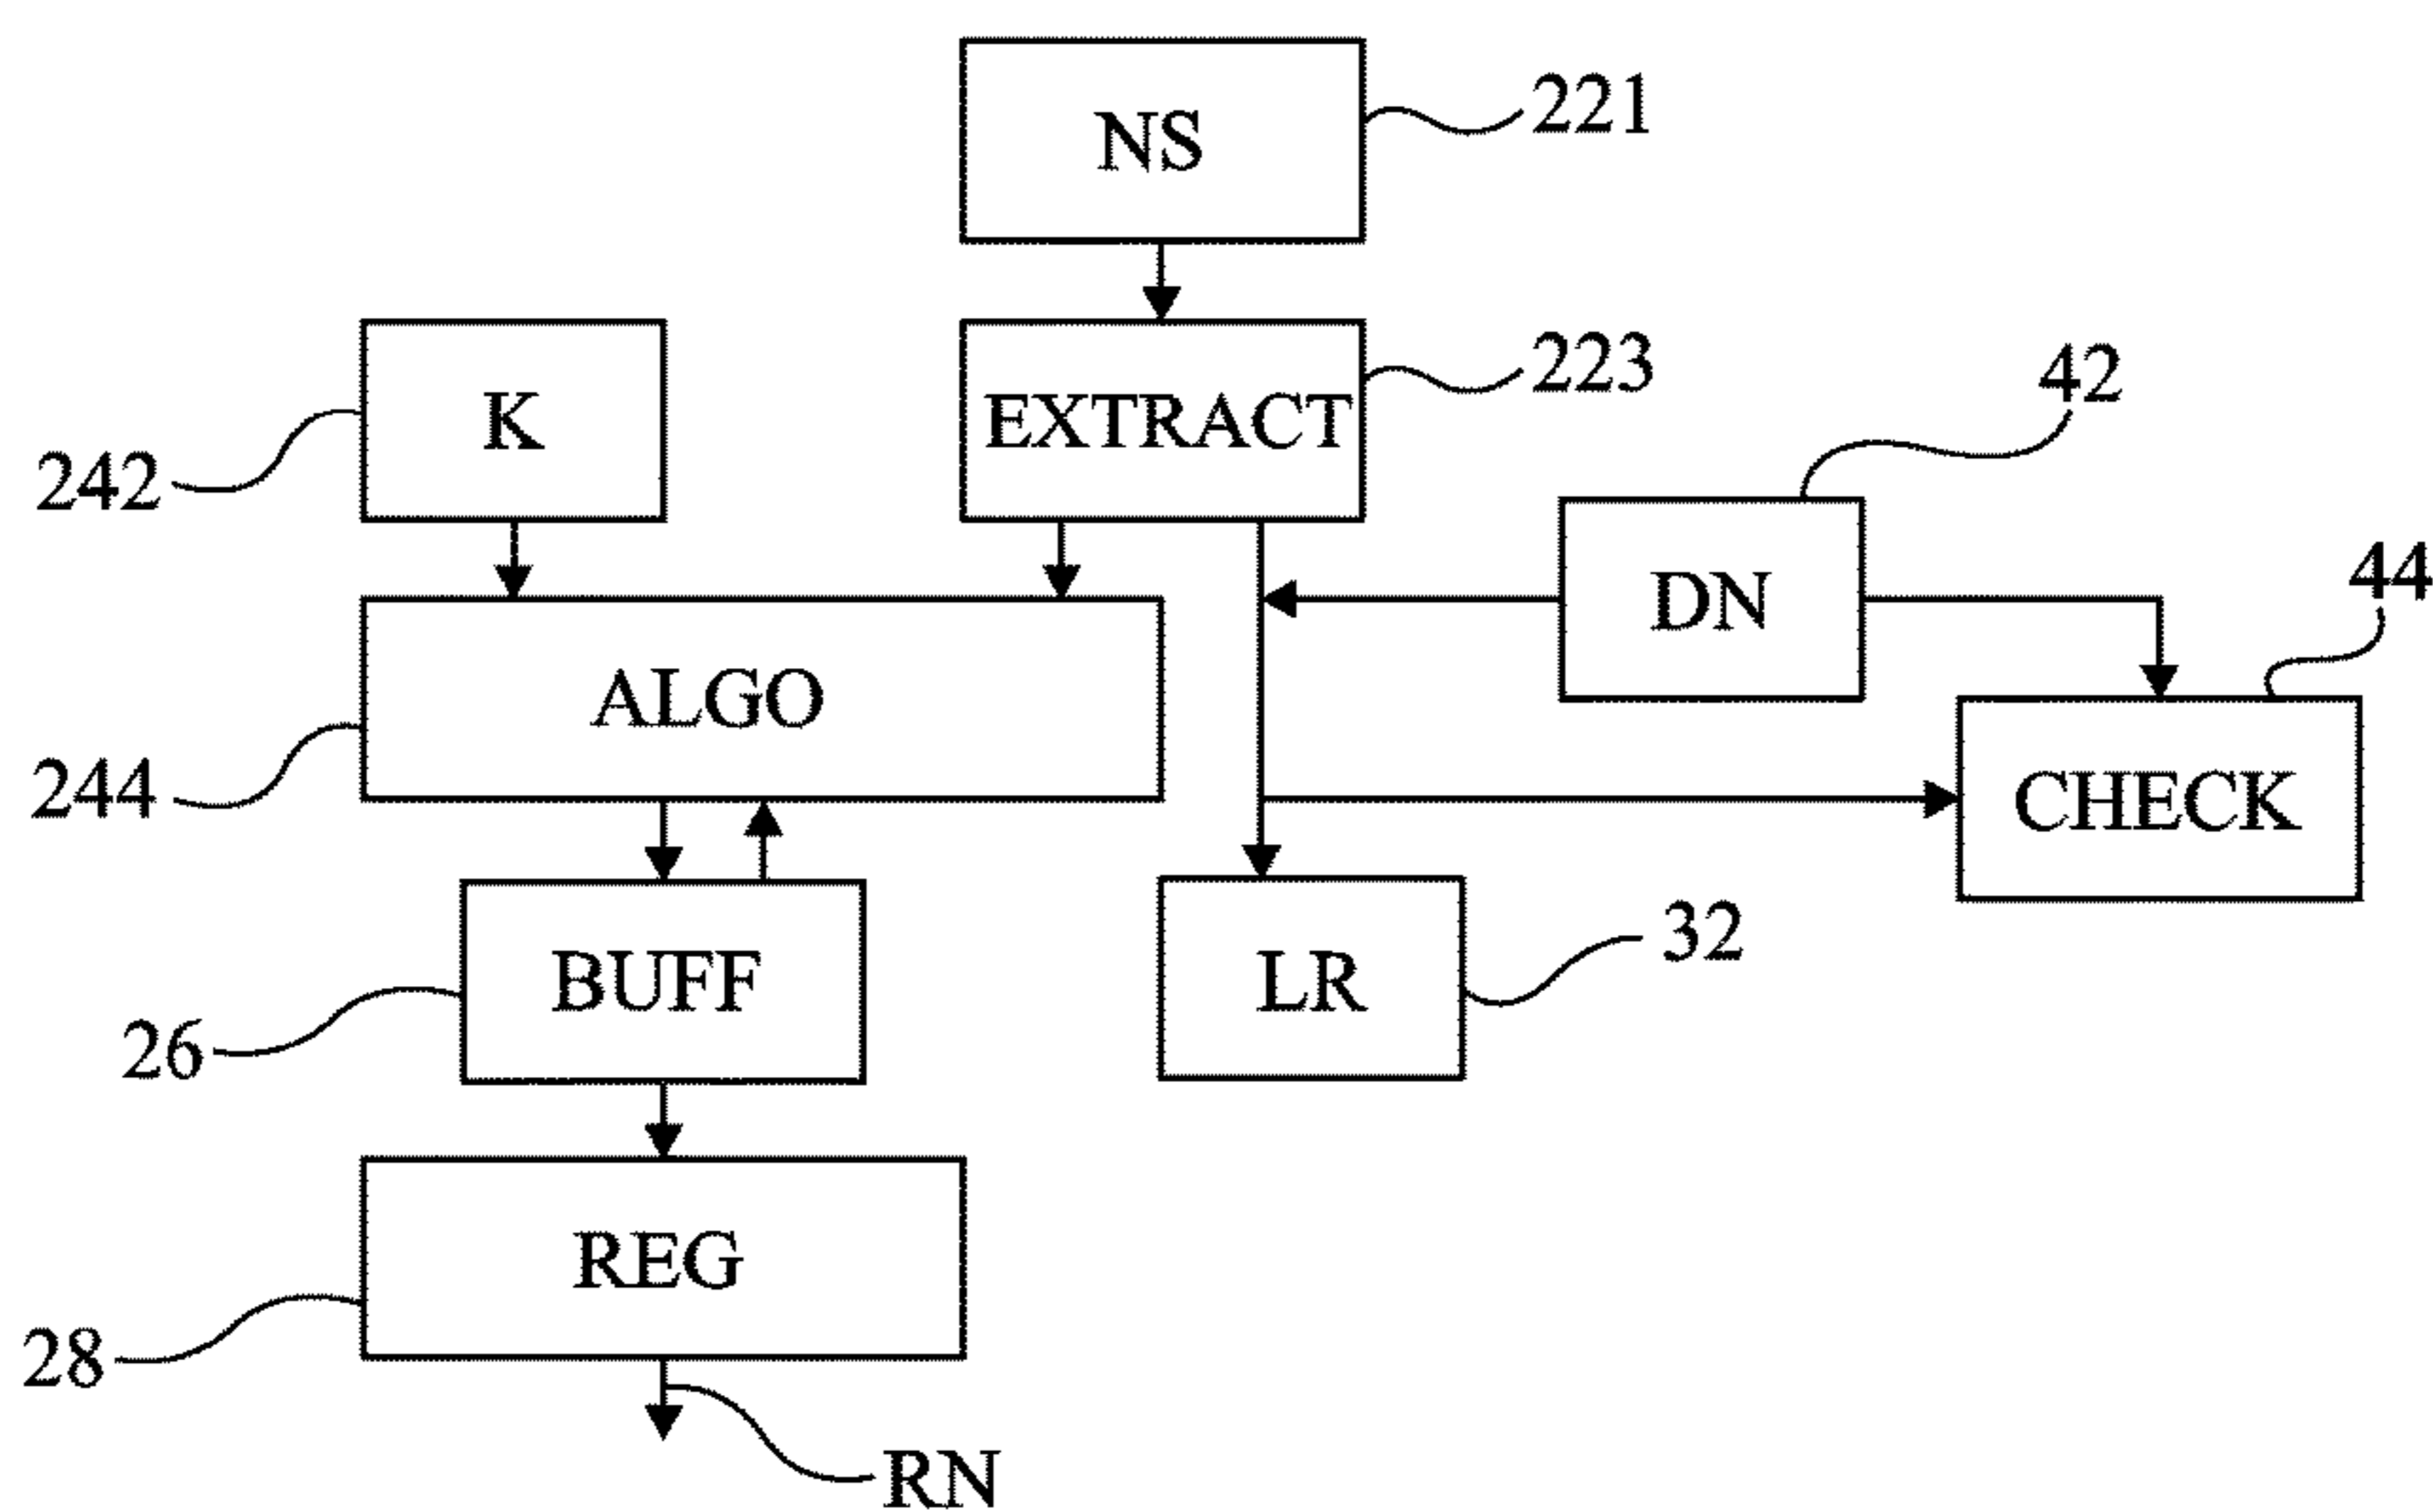 NS
221
K
242
EXTRACT
223
42
DN
44
ALGO
244
CHECK
BUFF
26
LR
32
REG
28
RN